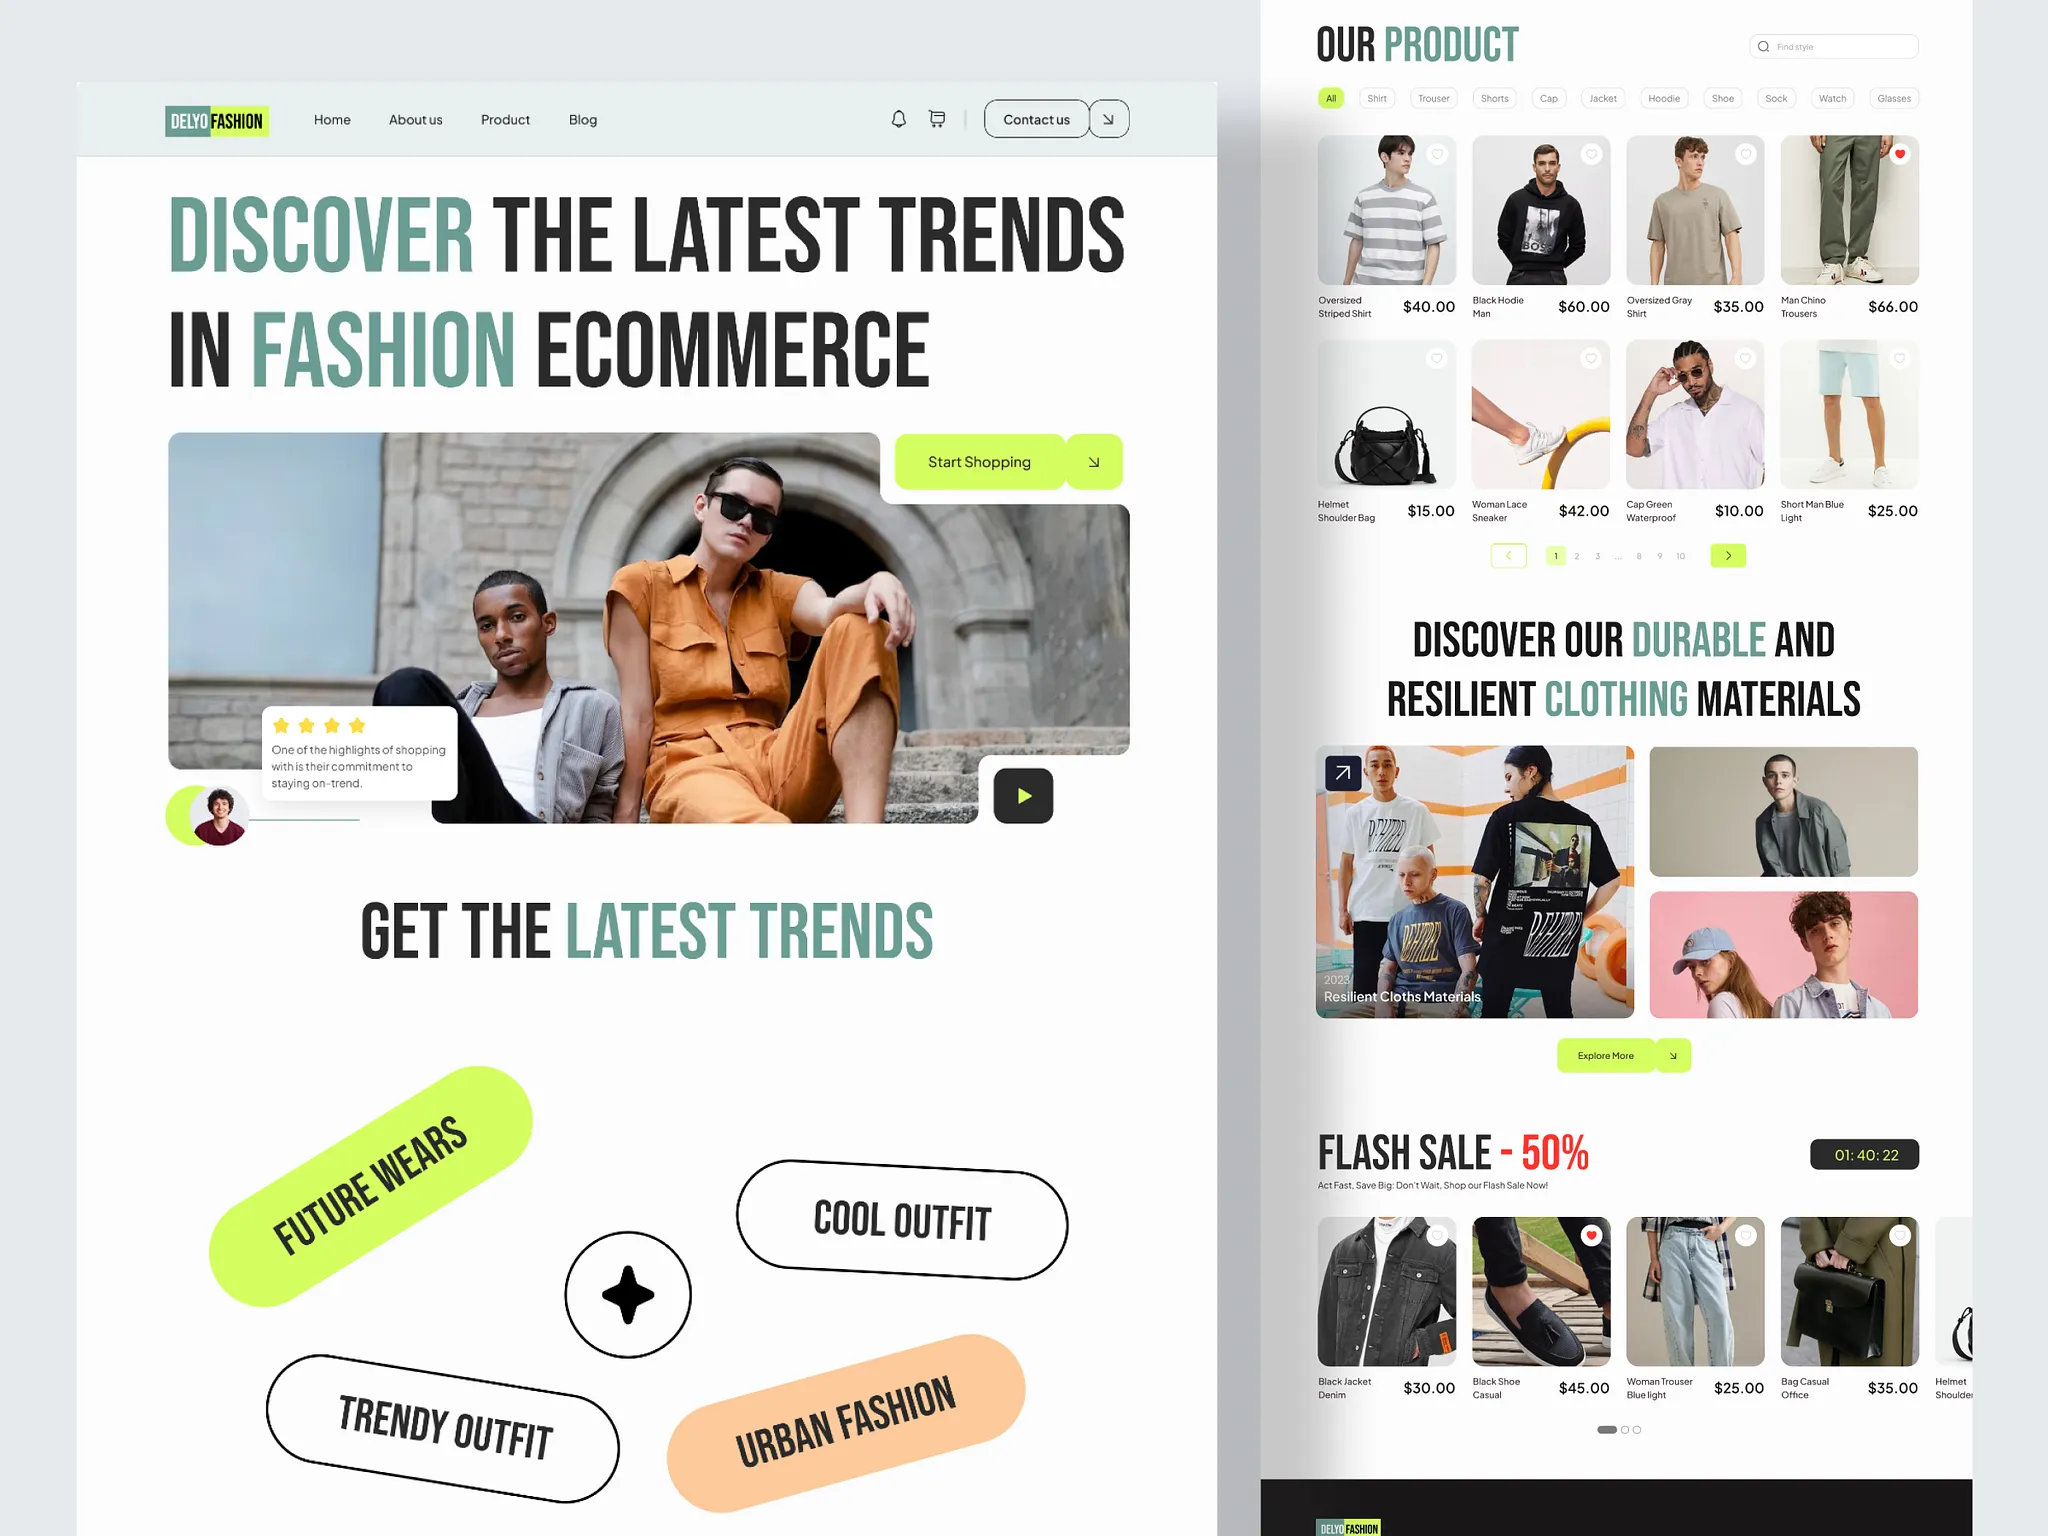 DELYO FASHION
Home
About us
Product
Blog
Contact us
DISCOVER THE LATEST TRENDS
IN FASHION ECOMMERCE
Start Shopping
One of the highlights of shopping
with is their commitment to
staying on-trend.
GET THE LATEST TRENDS
FUTURE WEARS
COOL OUTFIT
TRENDY OUTFIT
URBAN FASHION
OUR PRODUCT
Find style
All
Shirt
Trouser
Shorts
Cap
Jacket
Hoodie
Shoe
Sock
Watch
Glasses
BOSS
Oversized
Striped Shirt
$40.00
Black Hodie
Man
$60.00
Oversized Gray
Shirt
$35.00
Man Chino
Trousers
$66.00
Helmet
Shoulder Bag
$15.00
Woman Lace
Sneaker
$42.00
Cap Green
Waterproof
$10.00
Short Man Blue
Light
$25.00
1 2 3 ... 8 9 10
DISCOVER OUR DURABLE AND
RESILIENT CLOTHING MATERIALS
2023
Resilient Cloths Materials
Explore More
FLASH SALE - 50%
Act Fast, Save Big: Don't Wait, Shop our Flash Sale Now!
01: 40: 22
Black Jacket
Denim
$30.00
Black Shoe
Casual
$45.00
Woman Trouser
Blue light
$25.00
Bag Casual
Office
$35.00
Helmet
Shoulder
DELYO FASHION